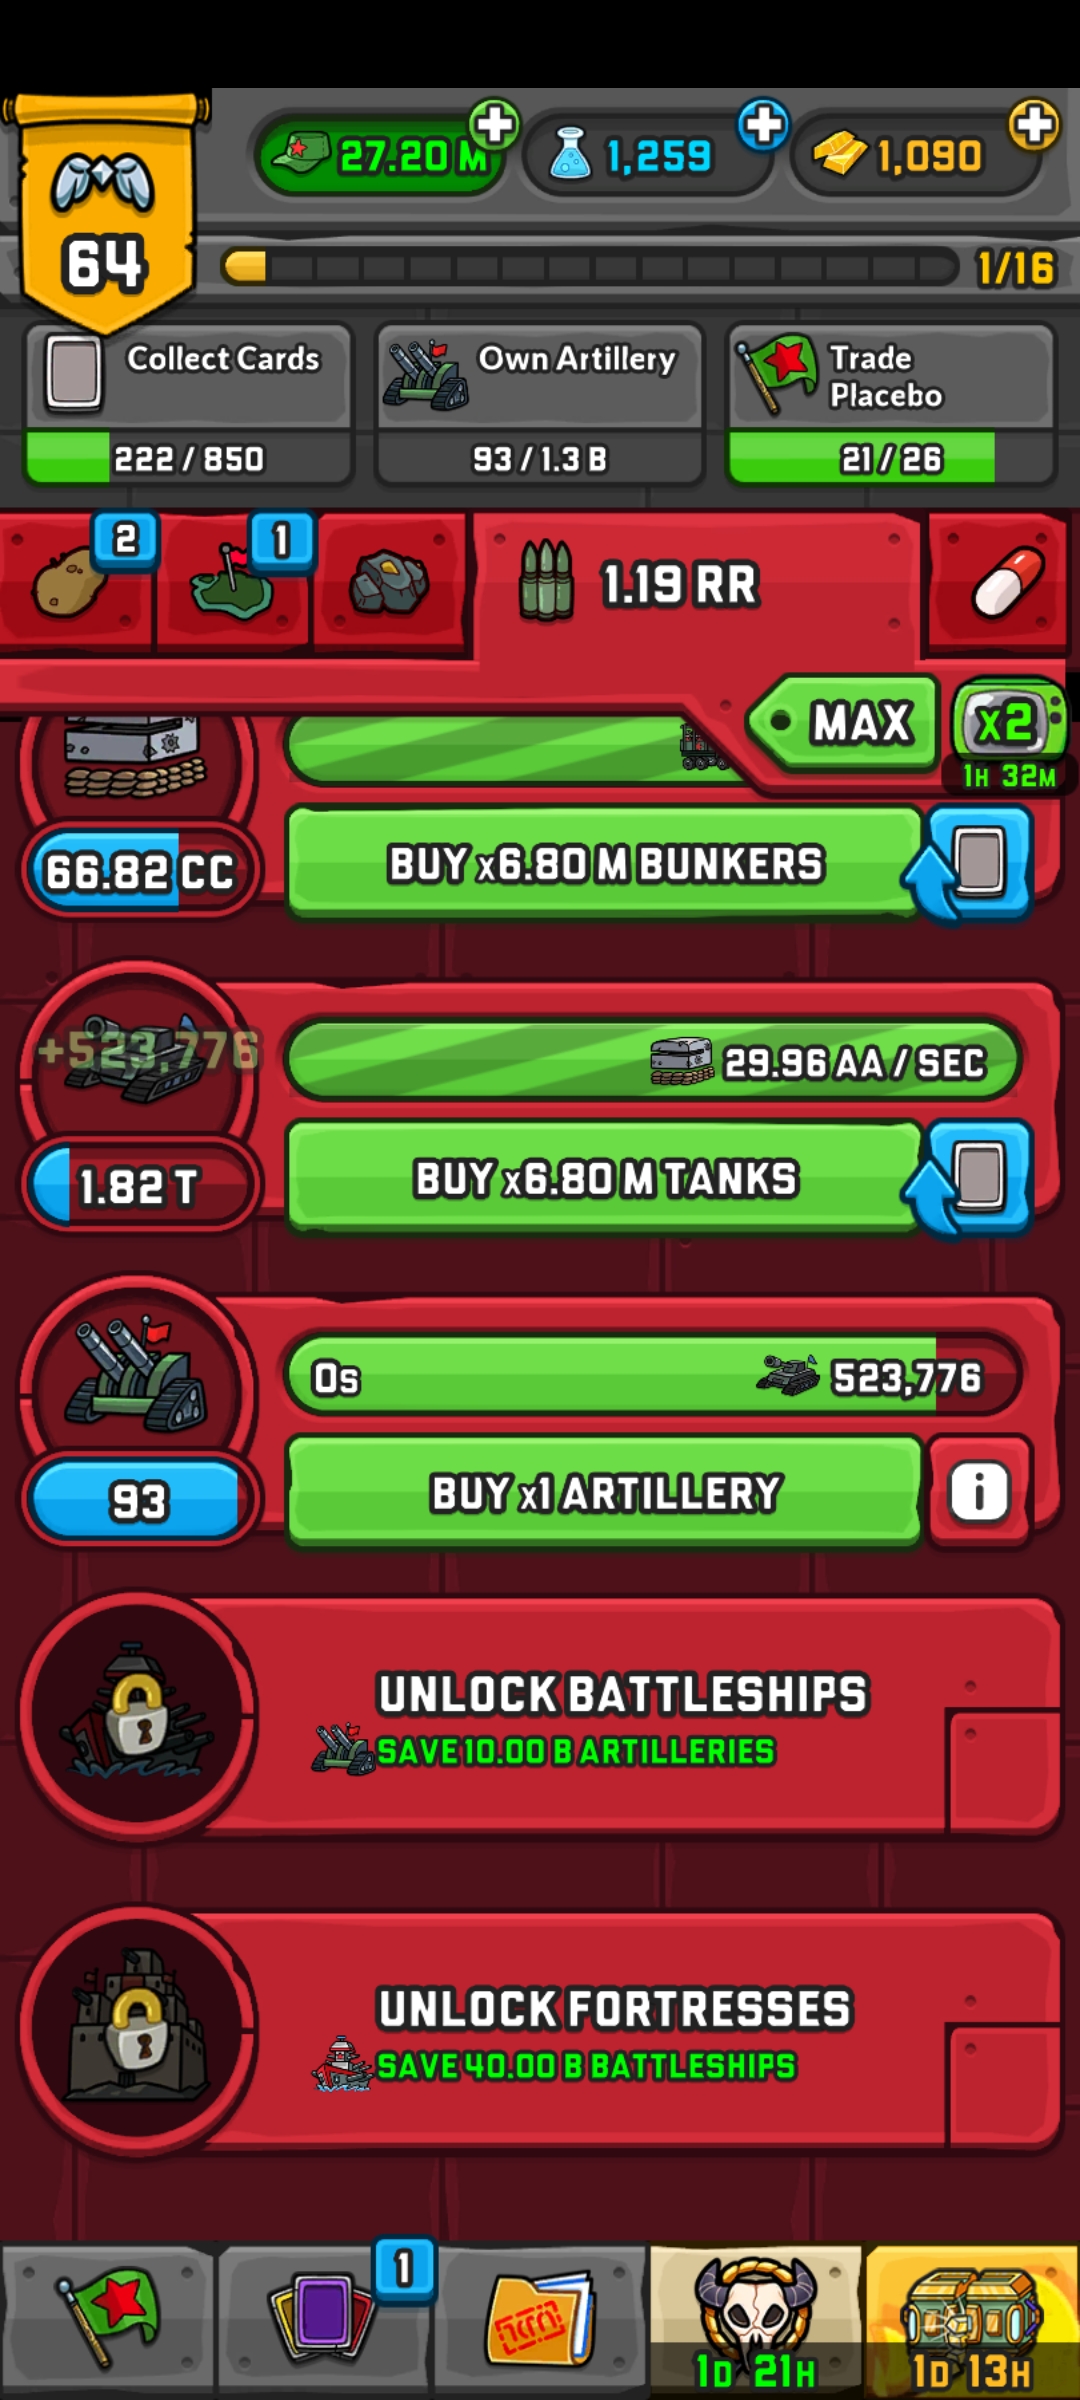 27.20 M
1,259
1,090
64
1/16
Collect Cards
222 / 850
Own Artillery
93 / 1.3 B
Trade
Placebo
21 / 26
2
1
1.19 RR
MAX
x2
1H 32M
66.82 CC
BUY x6.80 M BUNKERS
+523,776
29.96 AA / SEC
1.82 T
BUY x6.80 M TANKS
0s
523,776
93
BUY x1 ARTILLERY
i
UNLOCK BATTLESHIPS
SAVE 10.00 B ARTILLERIES
UNLOCK FORTRESSES
SAVE 40.00 B BATTLESHIPS
1
1D 21H
1D 13H